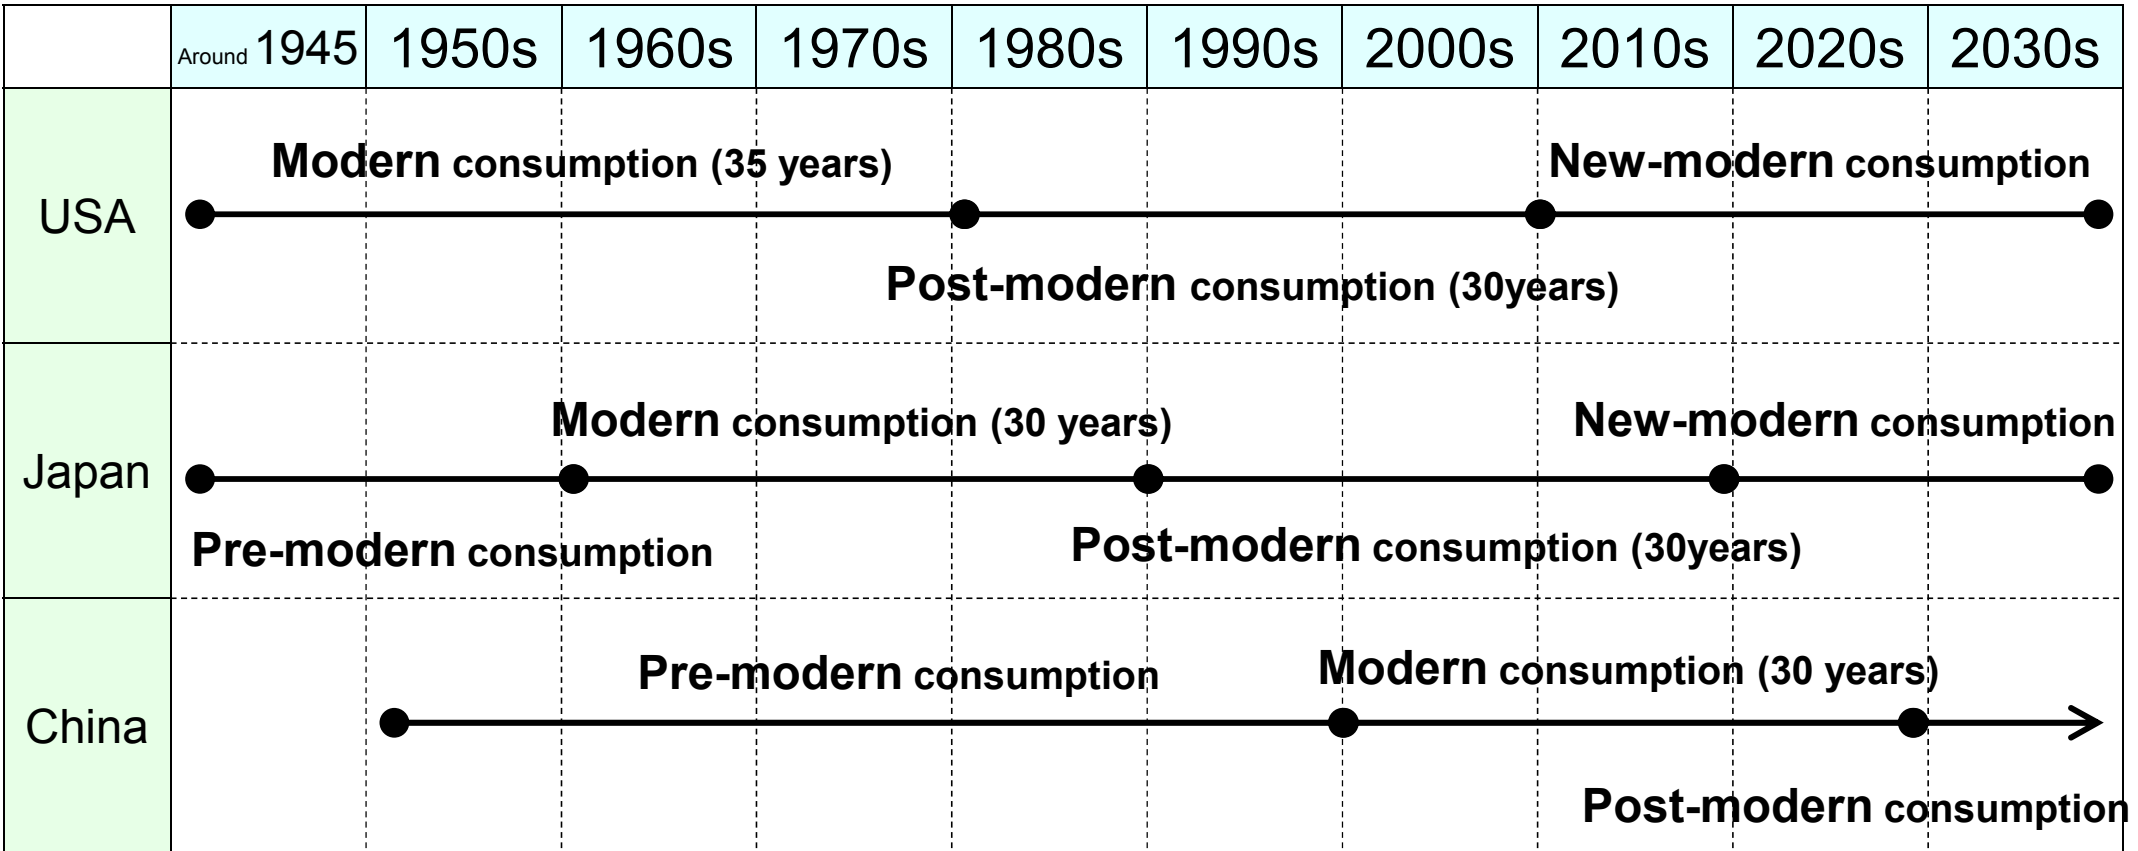 Around 1945 1950s 1960s 1970s 1980s 1990s 2000s 2010s 2020s 2030s
Modern consumption (35 years) New-modern consumption
USA
Post-modern consumption (30years)
Modern consumption (30 years) New-modern consumption
Japan
Pre-modern consumption Post-modern consumption (30years)
Pre-modern consumption Modern consumption (30 years)
China
Post-modern consumption